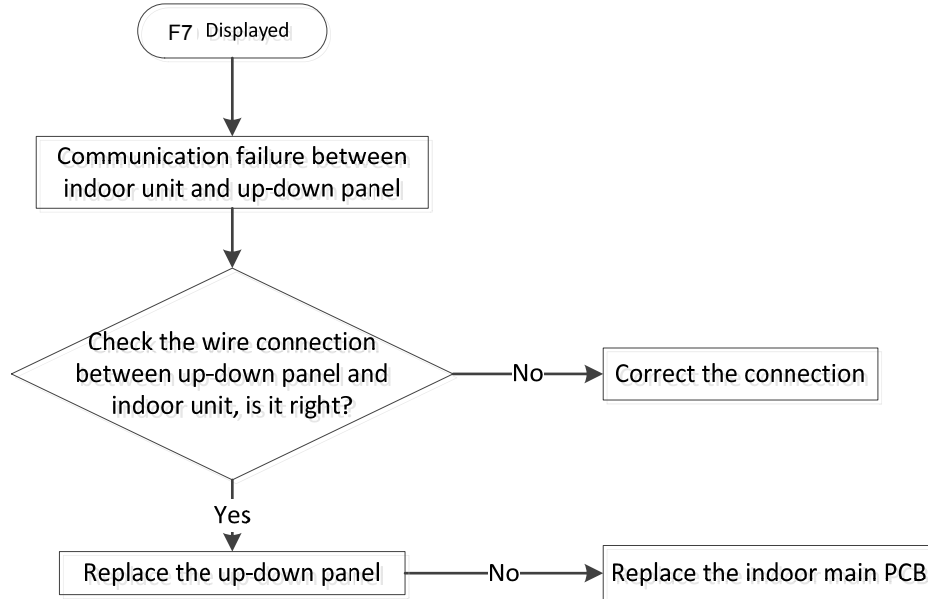 F7 Displayed
Communication failure between
indoor unit and up-down panel
Check the wire connection
between up-down panel and
indoor unit, is it right?
No
Correct the connection
Yes
Replace the up-down panel
No
Replace the indoor main PCB